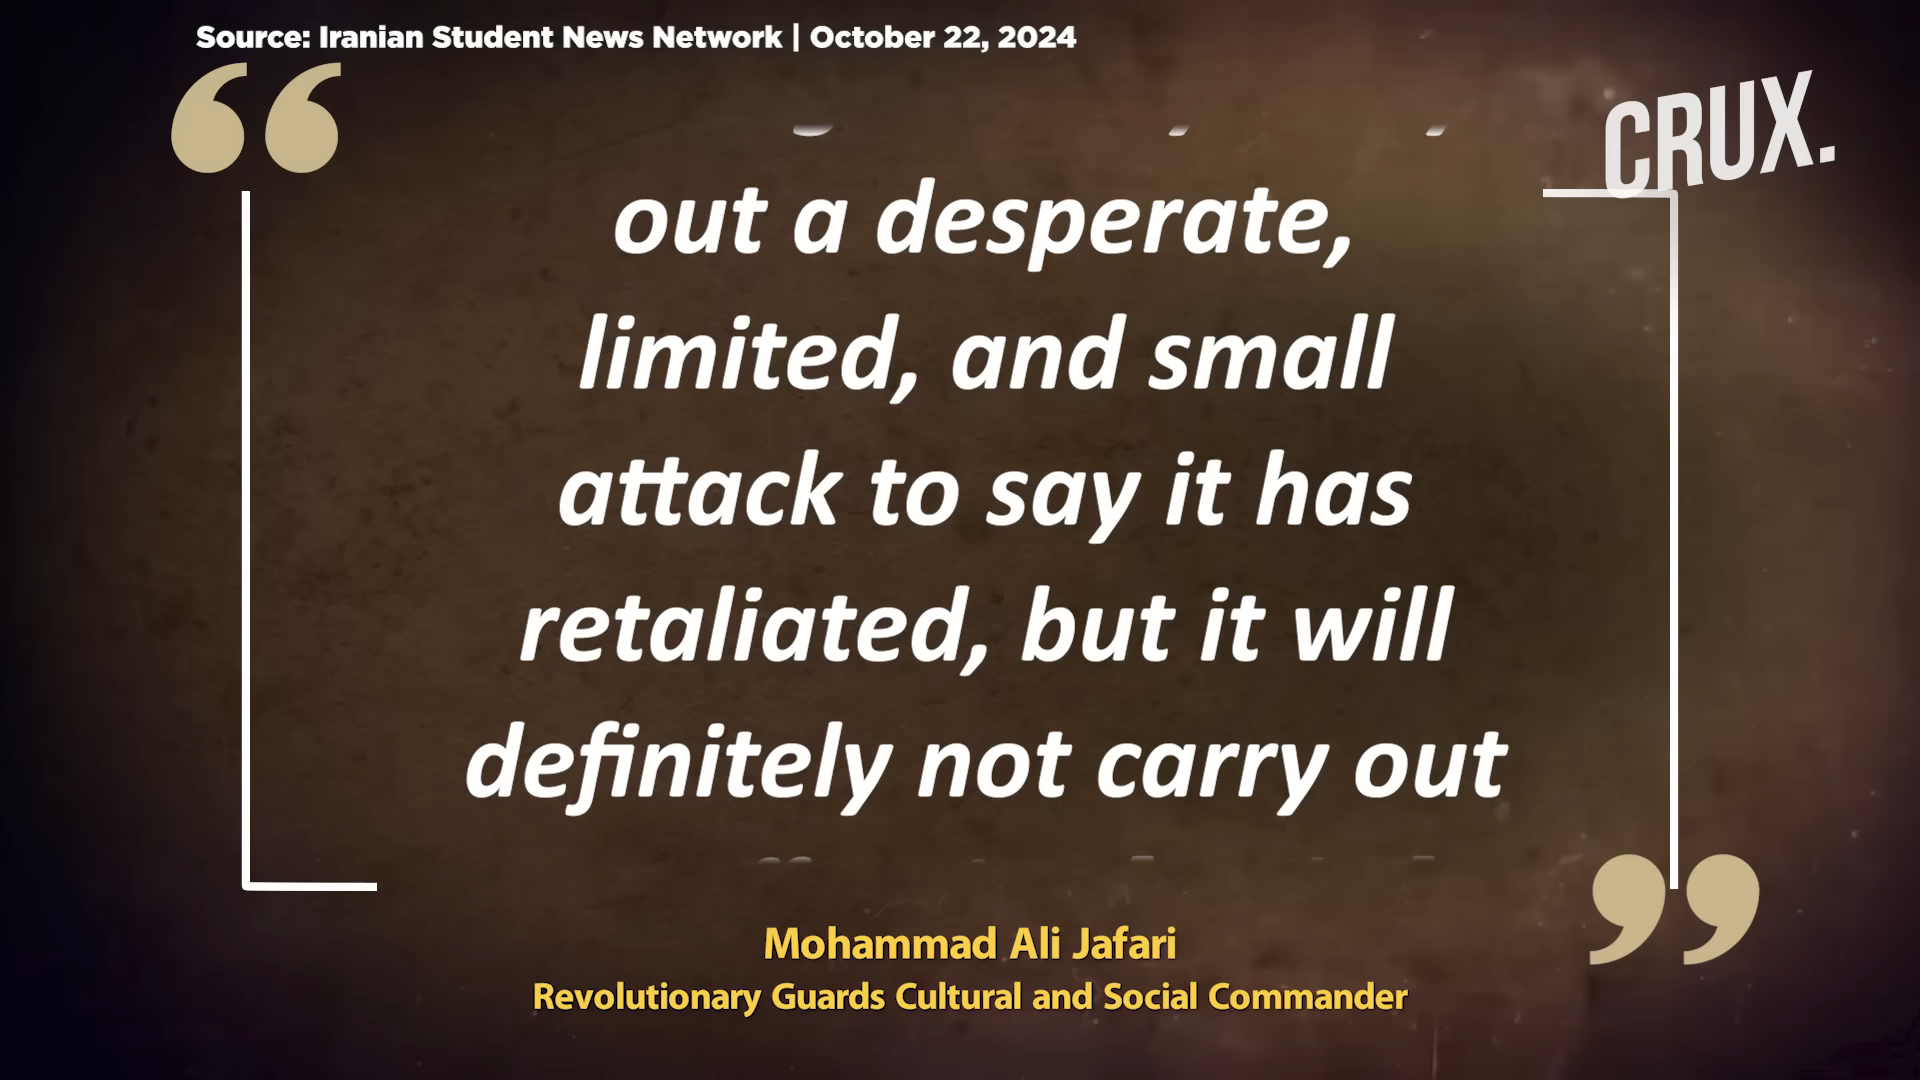 Source: Iranian Student News Network | October 22, 2024
CRUX.
out a desperate,
limited, and small
attack to say it has
retaliated, but it will
definitely not carry out
Mohammad Ali Jafari
Revolutionary Guards Cultural and Social Commander